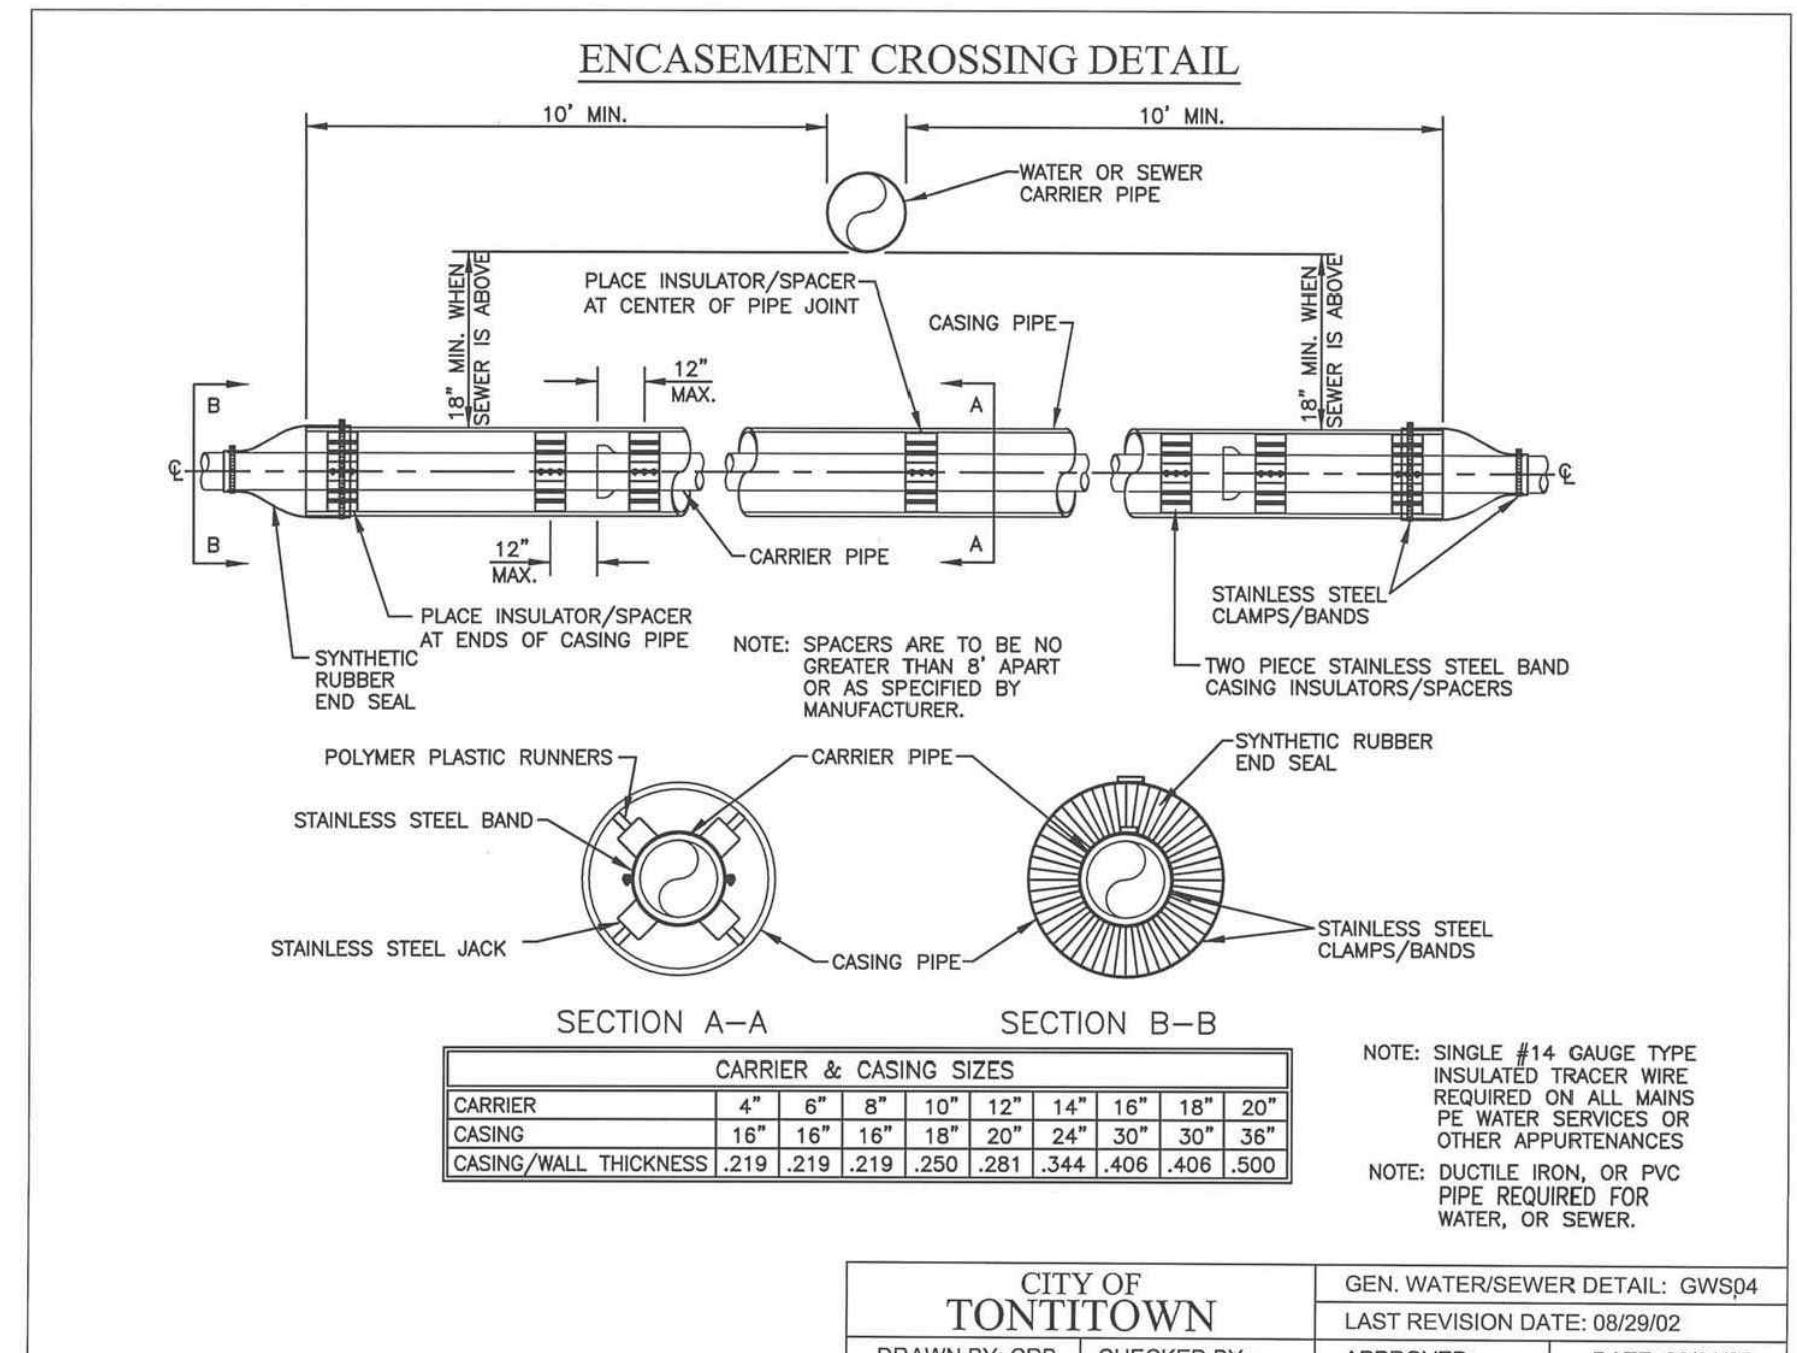 ENCASEMENT CROSSING DETAIL
10' MIN.
10' MIN.
WATER OR SEWER
CARRIER PIPE
18" MIN. WHEN
SEWER IS ABOVE
PLACE INSULATOR/SPACER
AT CENTER OF PIPE JOINT
CASING PIPE
18" MIN. WHEN
SEWER IS ABOVE
12"
MAX.
B
A
℄
℄
B
A
12"
MAX.
CARRIER PIPE
PLACE INSULATOR/SPACER
AT ENDS OF CASING PIPE
SYNTHETIC
RUBBER
END SEAL
NOTE: SPACERS ARE TO BE NO
GREATER THAN 8' APART
OR AS SPECIFIED BY
MANUFACTURER.
STAINLESS STEEL
CLAMPS/BANDS
TWO PIECE STAINLESS STEEL BAND
CASING INSULATORS/SPACERS
POLYMER PLASTIC RUNNERS
CARRIER PIPE
SYNTHETIC RUBBER
END SEAL
STAINLESS STEEL BAND
STAINLESS STEEL JACK
CASING PIPE
STAINLESS STEEL
CLAMPS/BANDS
SECTION A-A
SECTION B-B
CARRIER & CASING SIZES
CARRIER 4" 6" 8" 10" 12" 14" 16" 18" 20"
CASING 16" 16" 16" 18" 20" 24" 30" 30" 36"
CASING/WALL THICKNESS .219 .219 .219 .250 .281 .344 .406 .406 .500
NOTE: SINGLE #14 GAUGE TYPE
INSULATED TRACER WIRE
REQUIRED ON ALL MAINS
PE WATER SERVICES OR
OTHER APPURTENANCES
NOTE: DUCTILE IRON, OR PVC
PIPE REQUIRED FOR
WATER, OR SEWER.
CITY OF
TONTITOWN
GEN. WATER/SEWER DETAIL: GWS04
LAST REVISION DATE: 08/29/02